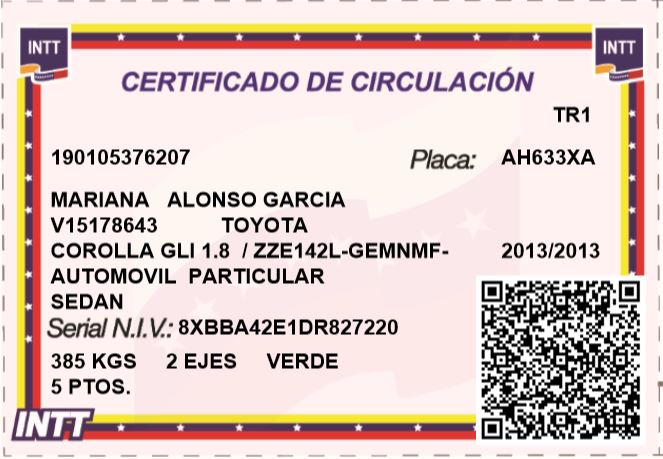 INTT
INTT
CERTIFICADO DE CIRCULACIÓN
TR1
190105376207 Placa: AH633XA
MARIANA ALONSO GARCIA
V15178643 TOYOTA
COROLLA GLI 1.8 / ZZE142L-GEMNMF- 2013/2013
AUTOMOVIL PARTICULAR
SEDAN
Serial N.I.V.: 8XBBA42E1DR827220
385 KGS 2 EJES VERDE
5 PTOS.
INTT